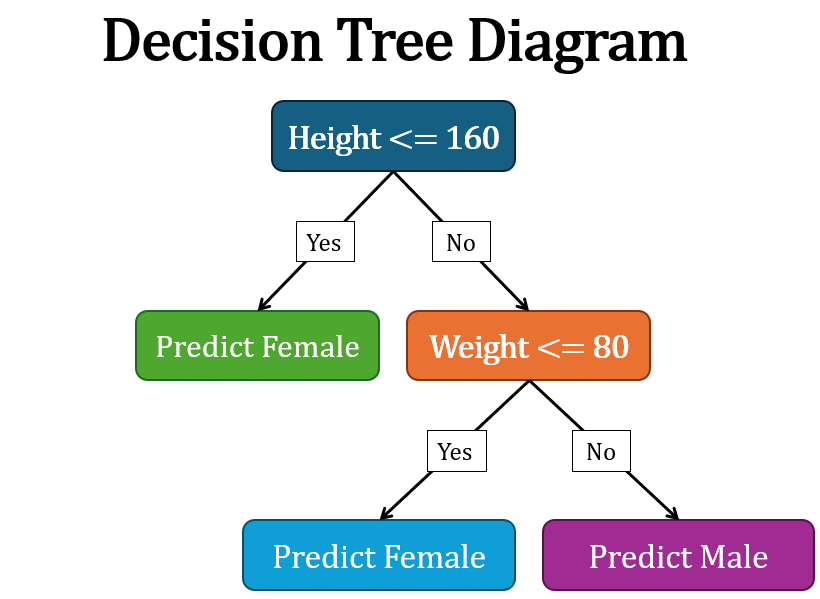 Decision Tree Diagram
Height <= 160
Yes
No
Predict Female
Weight <= 80
Yes
No
Predict Female
Predict Male